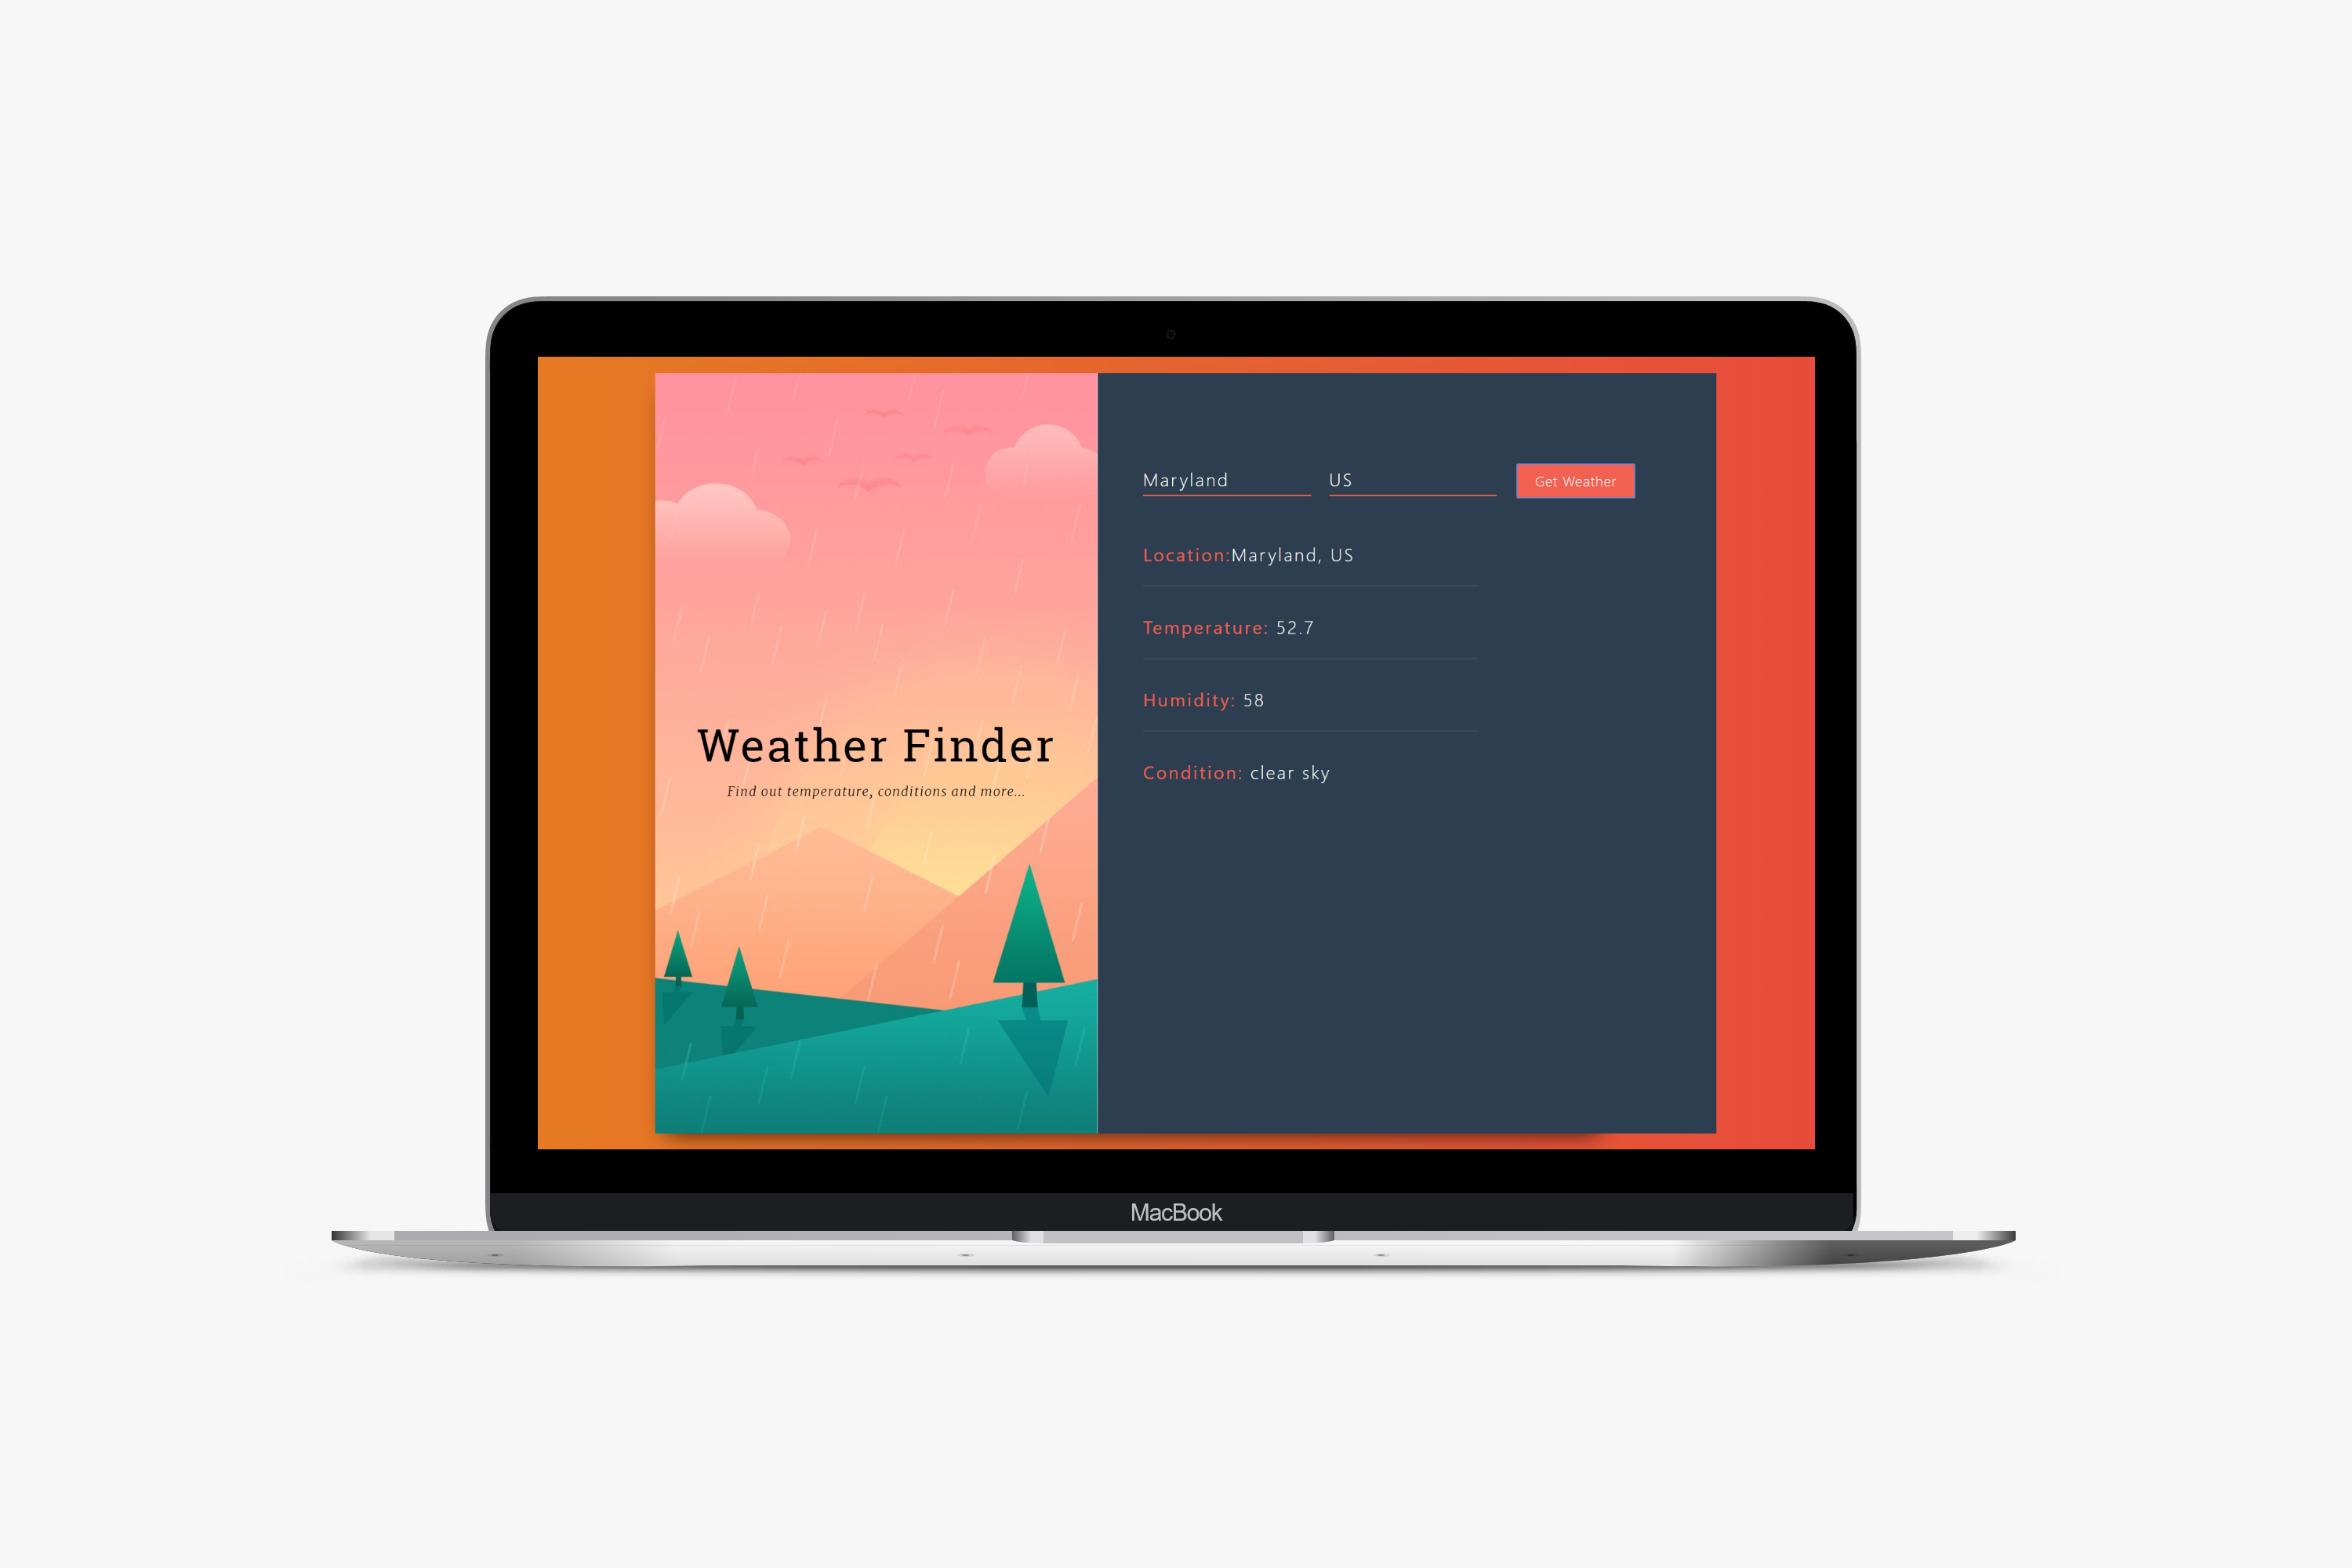 Weather Finder
Find out temperature, conditions and more...
Maryland US Get Weather
Location:Maryland, US
Temperature: 52.7
Humidity: 58
Condition: clear sky
MacBook